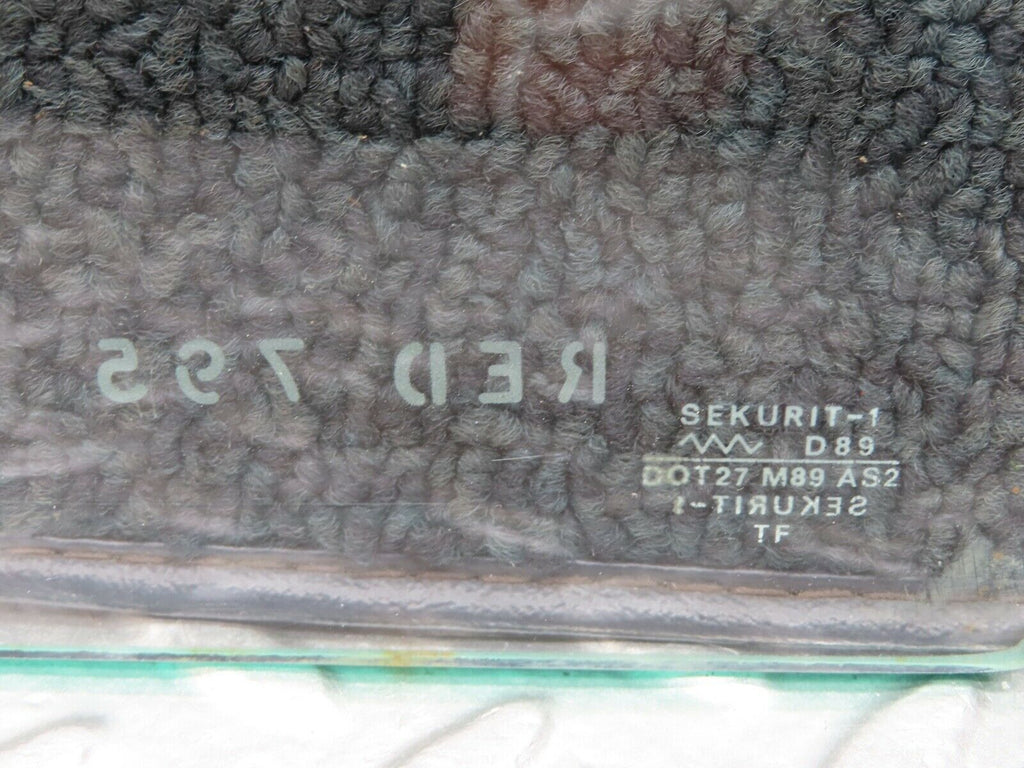 RED 795
SEKURIT-1
D89
DOT27 M89 AS2
SEKURIT-1
TF